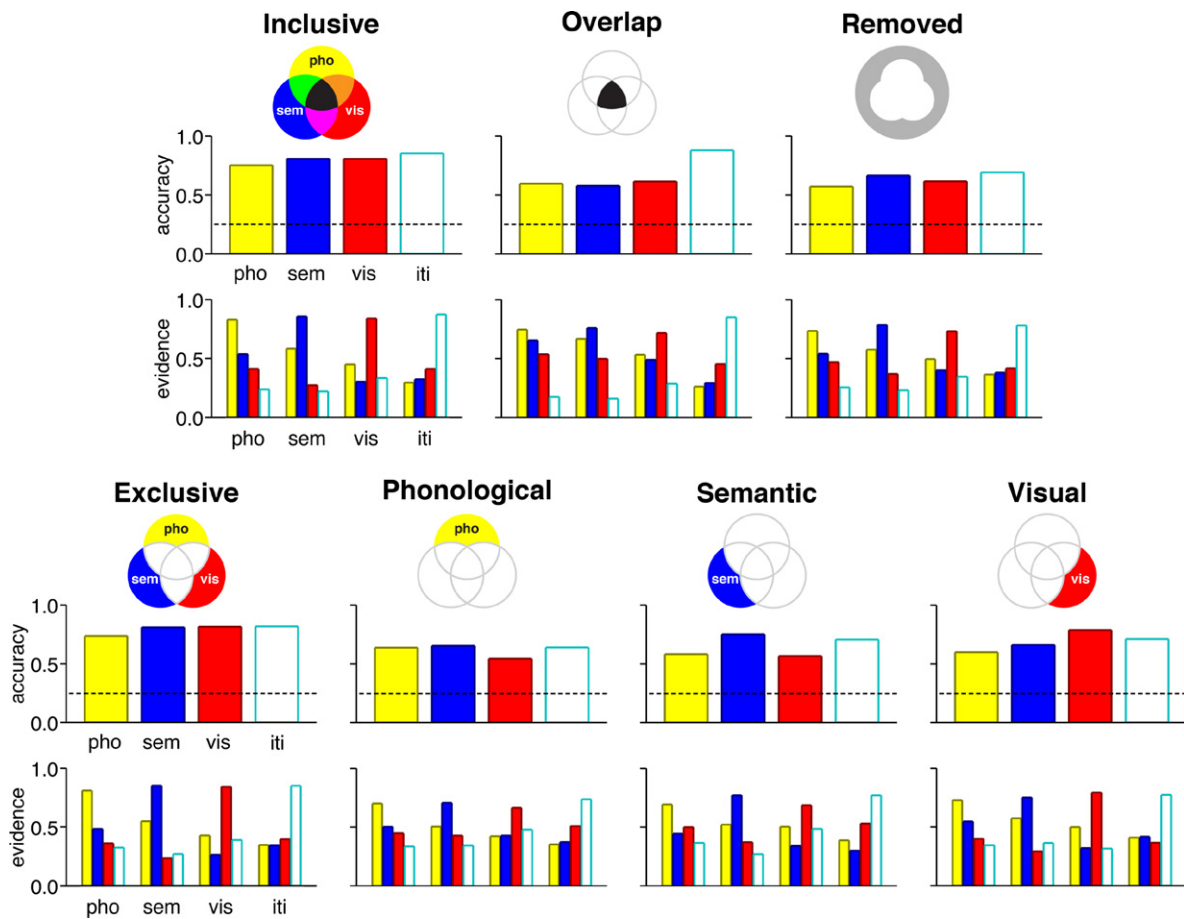 Inclusive Overlap Removed
pho
sem vis
1.0
accuracy
0.5
0.0
pho sem vis iti
1.0
evidence
0.5
0.0
pho sem vis iti
Exclusive Phonological Semantic Visual
pho pho
sem vis sem vis
1.0
accuracy
0.5
0.0
pho sem vis iti
1.0
evidence
0.5
0.0
pho sem vis iti